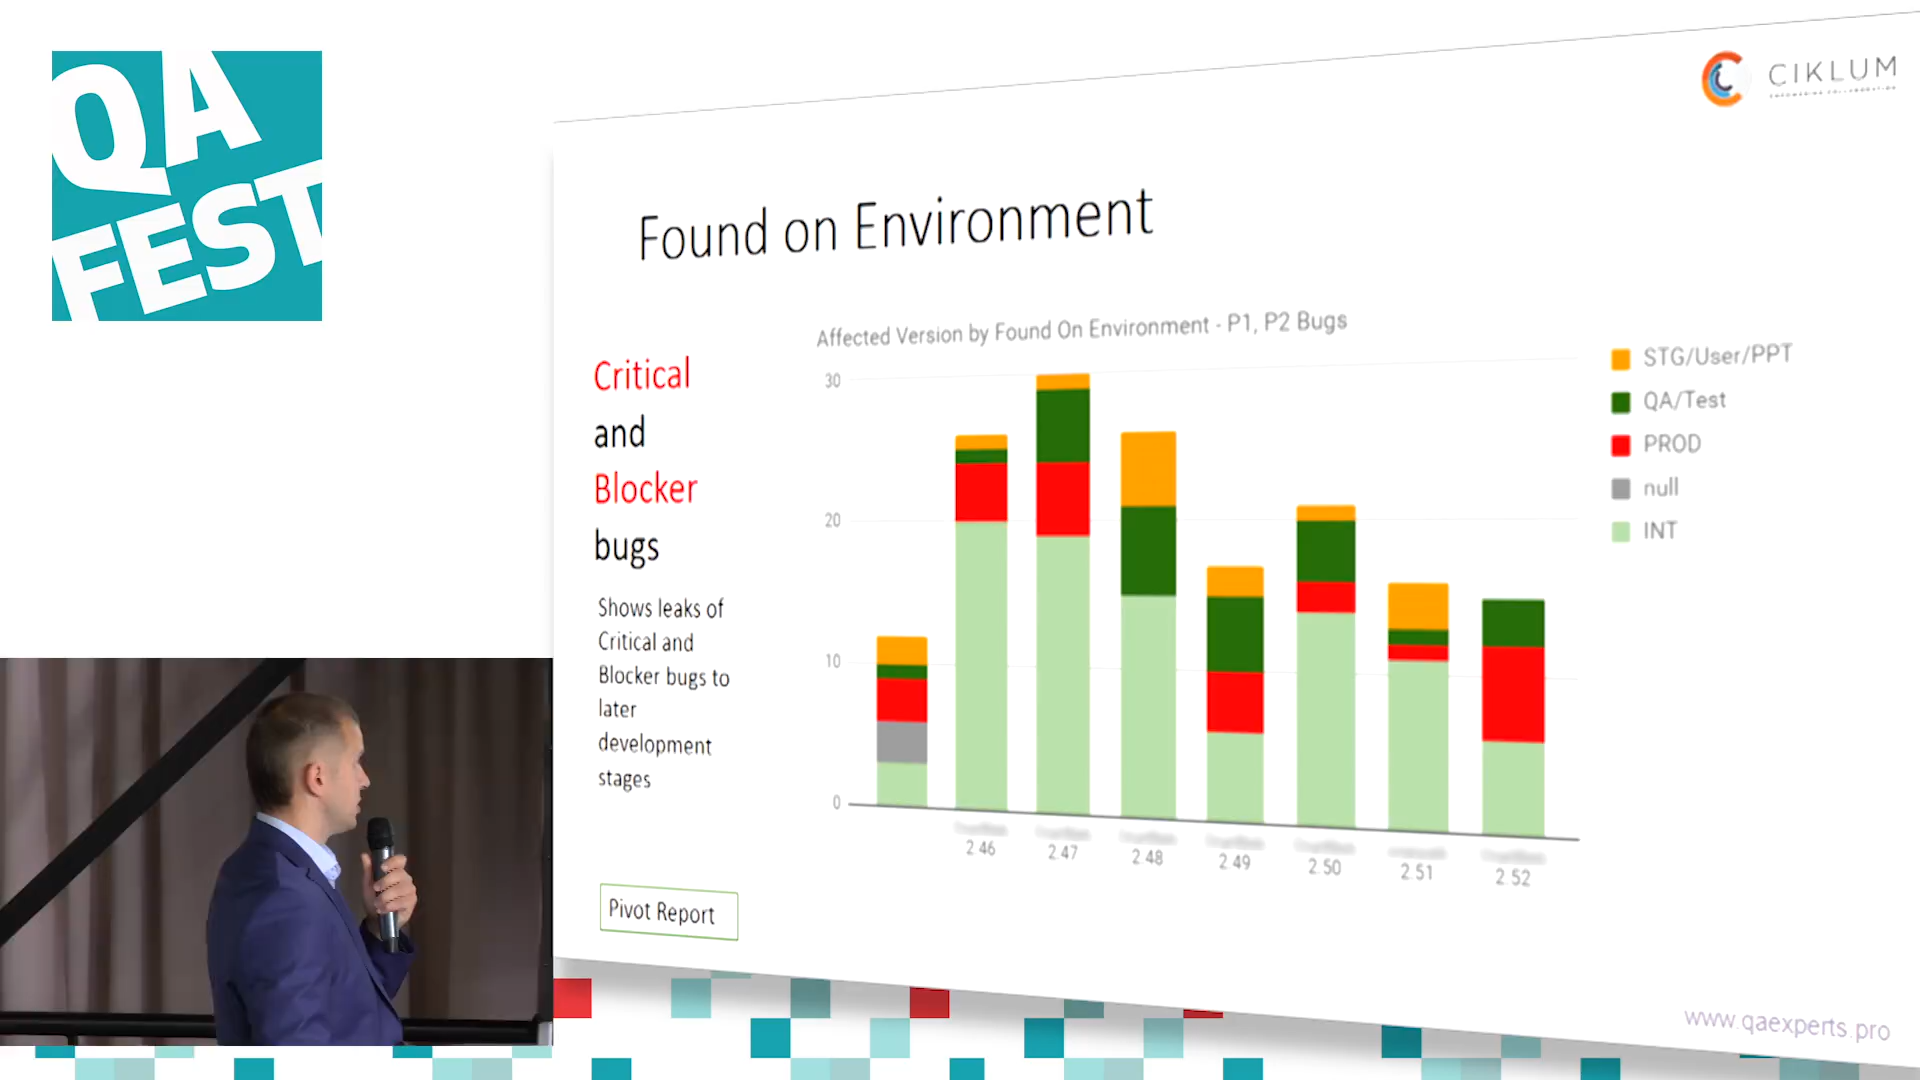 QA
FEST
CIKLUM
Found on Environment
Critical
and
Blocker
bugs
Shows leaks of
Critical and
Blocker bugs to
later
development
stages
Pivot Report
Affected Version by Found On Environment - P1, P2 Bugs
30
20
10
0
2.46
2.47
2.48
2.49
2.50
2.51
2.52
STG/User/PPT
QA/Test
PROD
null
INT
www.qaexperts.pro